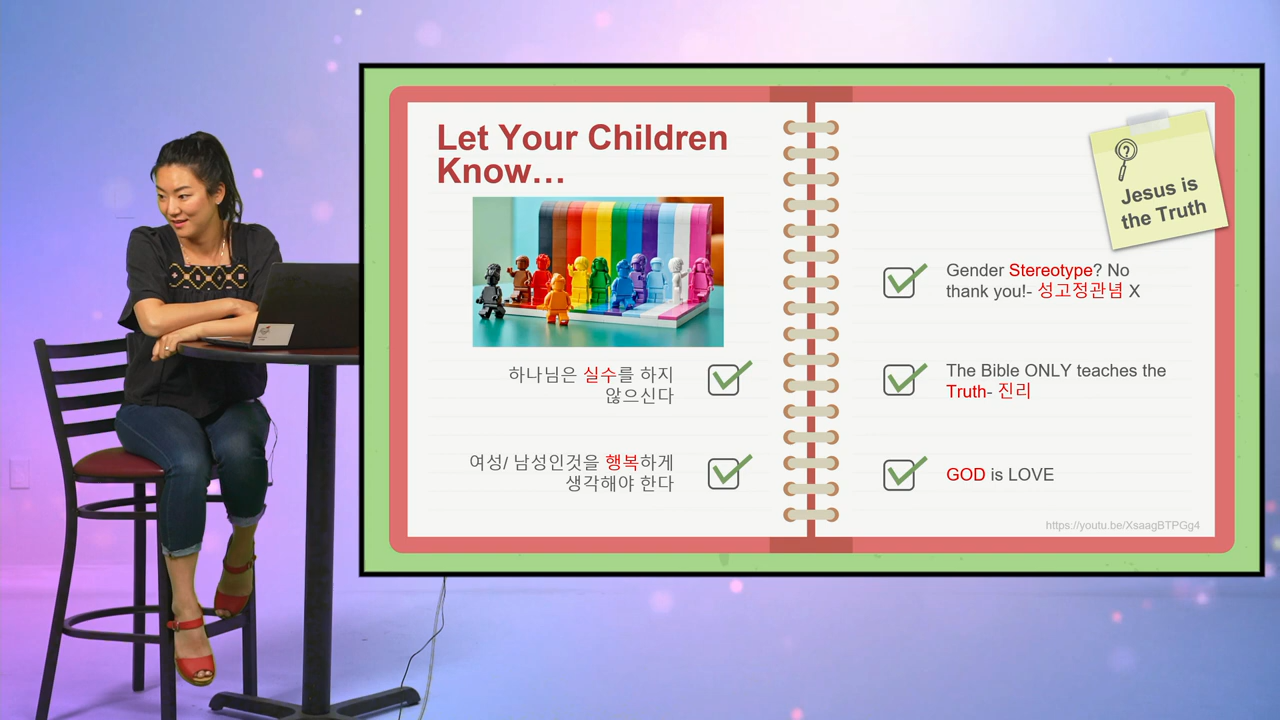 Let Your Children
Know…
하나님은 실수를 하지
않으신다
여성/ 남성인것을 행복하게
생각해야 한다
Jesus is
the Truth
Gender Stereotype? No
thank you!- 성고정관념 X
The Bible ONLY teaches the
Truth- 진리
GOD is LOVE
https://youtu.be/XsaagBTPGg4